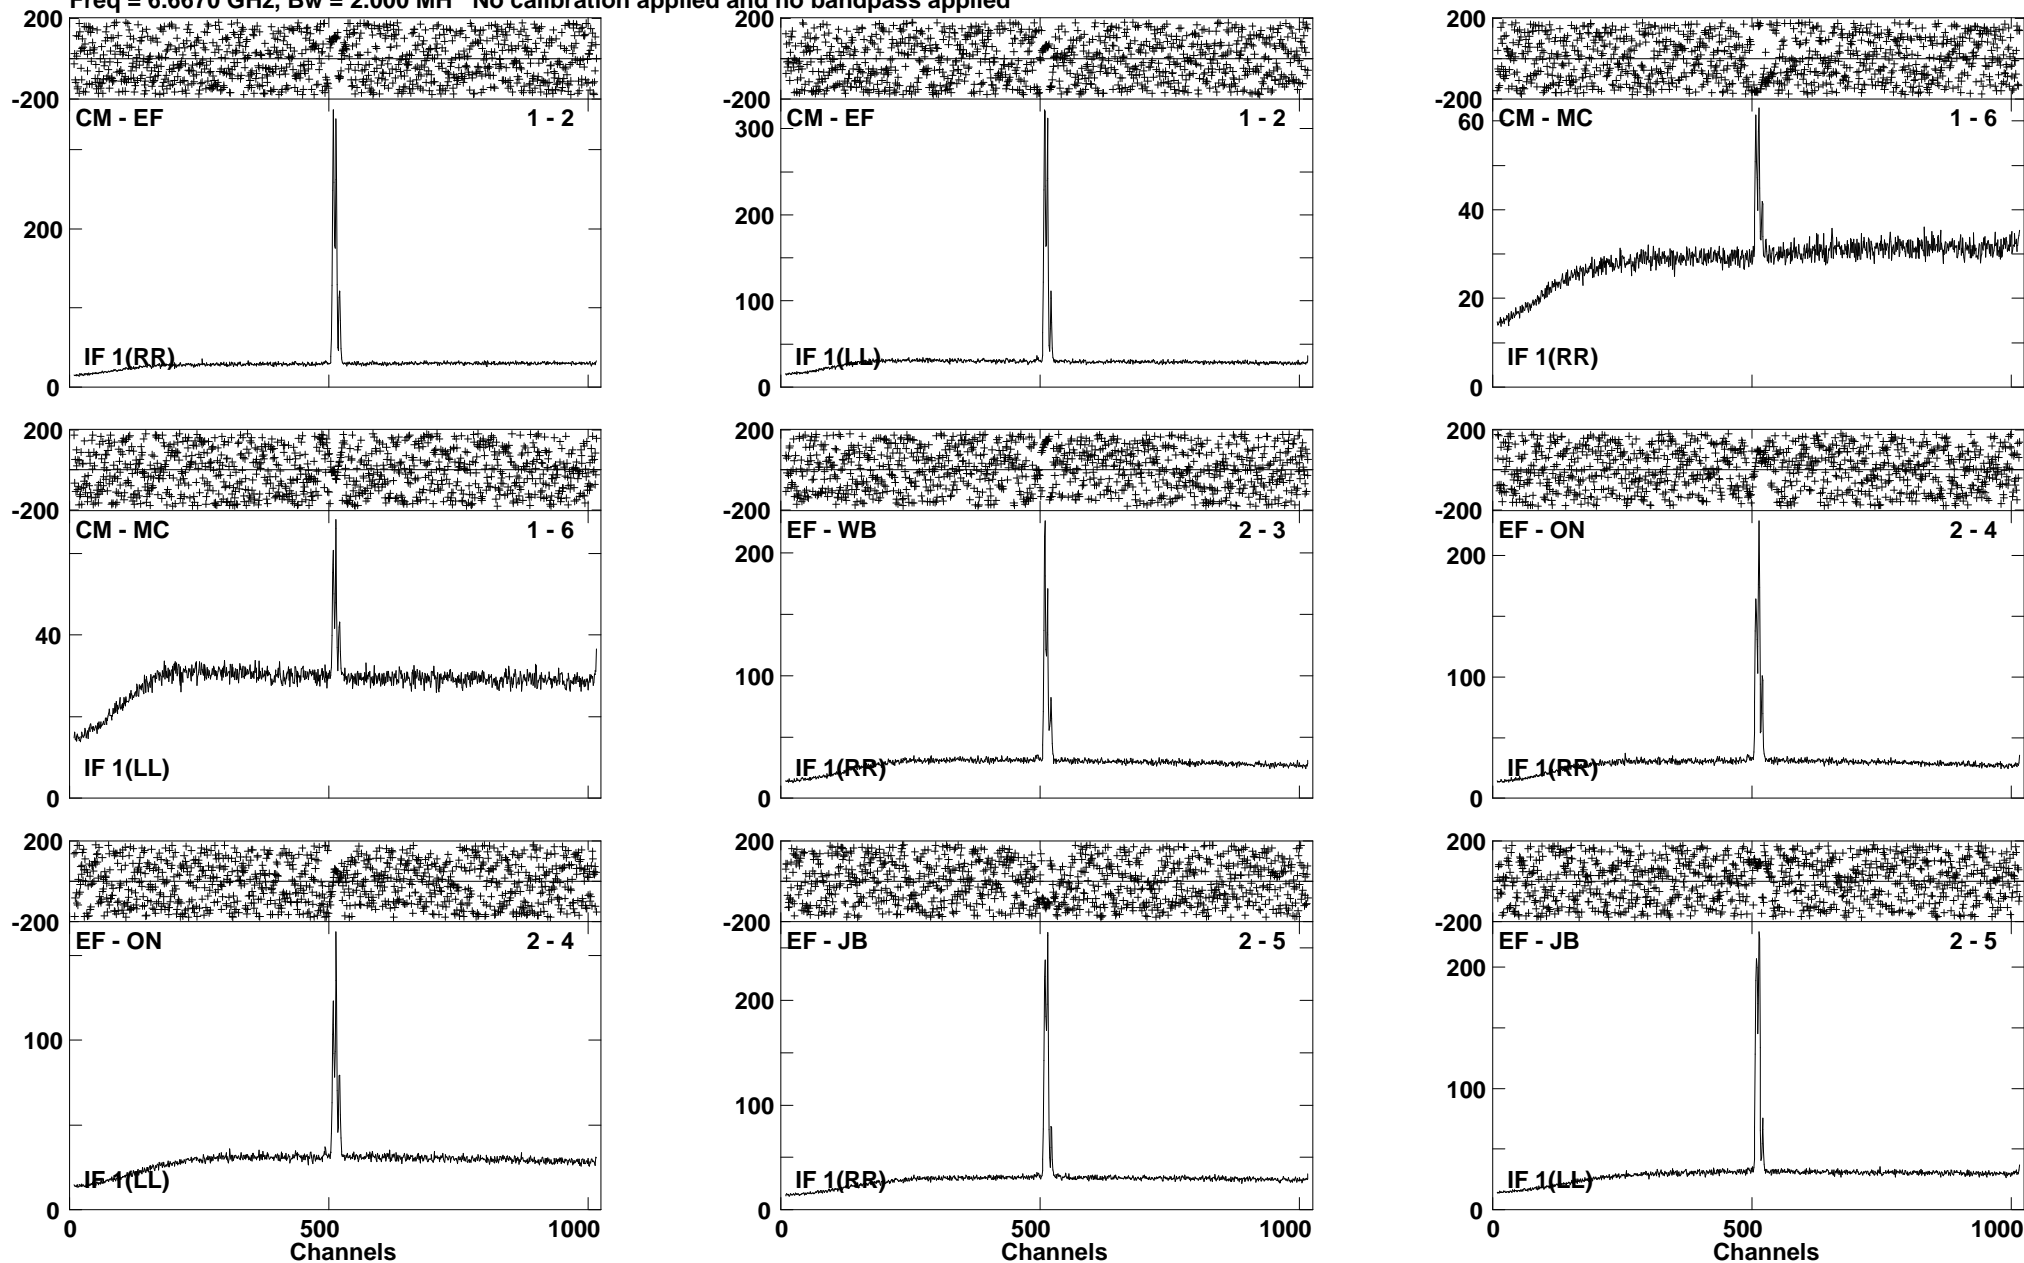 Freq = 6.6670 GHz, Bw = 2.000 MH No calibration applied and no bandpass applied
200
-200
CM - EF 1 - 2
200
IF 1(RR)
0
200
-200
CM - EF 1 - 2
300
200
100
IF 1(LL)
0
200
-200
CM - MC 1 - 6
60
40
20
IF 1(RR)
0
200
-200
CM - MC 1 - 6
40
IF 1(LL)
0
200
-200
EF - WB 2 - 3
200
100
IF 1(RR)
0
200
-200
EF - ON 2 - 4
200
100
IF 1(RR)
0
200
-200
EF - ON 2 - 4
100
IF 1(LL)
0
0 500 1000
Channels
200
-200
EF - JB 2 - 5
200
100
IF 1(RR)
0
0 500 1000
Channels
200
-200
EF - JB 2 - 5
200
100
IF 1(LL)
0
0 500 1000
Channels